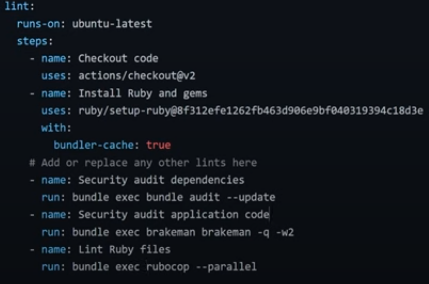 lint:
  runs-on: ubuntu-latest
  steps:
    - name: Checkout code
      uses: actions/checkout@v2
    - name: Install Ruby and gems
      uses: ruby/setup-ruby@8f312efe1262fb463d906e9bf040319394c18d3e
      with:
        bundler-cache: true
    # Add or replace any other lints here
    - name: Security audit dependencies
      run: bundle exec bundle audit --update
    - name: Security audit application code
      run: bundle exec brakeman brakeman -q -w2
    - name: Lint Ruby files
      run: bundle exec rubocop --parallel